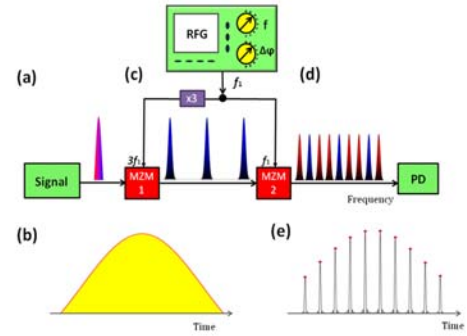 RFG
f
Δφ
(a)
(c)
(d)
f₁
x3
3f₁
f₁
Signal
MZM
1
MZM
2
PD
Frequency
(b)
(e)
Time
Time